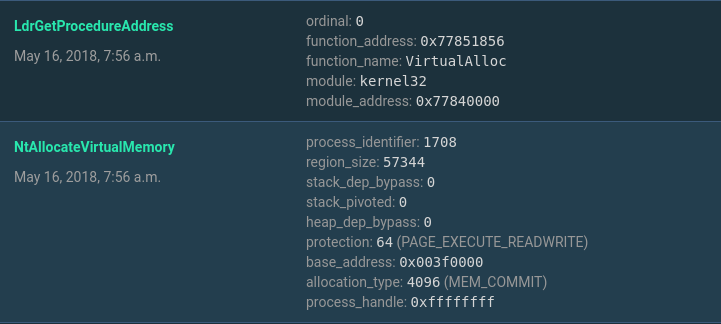 LdrGetProcedureAddress
May 16, 2018, 7:56 a.m.
ordinal: 0
function_address: 0x77851856
function_name: VirtualAlloc
module: kernel32
module_address: 0x77840000
NtAllocateVirtualMemory
May 16, 2018, 7:56 a.m.
process_identifier: 1708
region_size: 57344
stack_dep_bypass: 0
stack_pivoted: 0
heap_dep_bypass: 0
protection: 64 (PAGE_EXECUTE_READWRITE)
base_address: 0x003f0000
allocation_type: 4096 (MEM_COMMIT)
process_handle: 0xffffffff